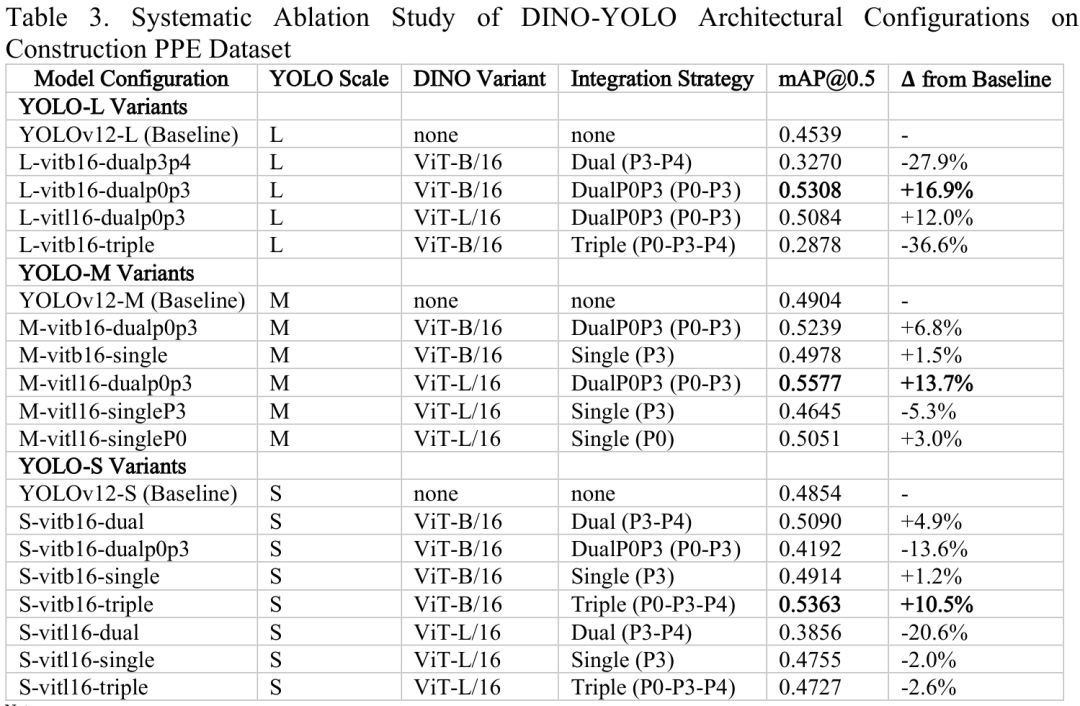 Table 3. Systematic Ablation Study of DINO-YOLO Architectural Configurations on
Construction PPE Dataset
Model Configuration YOLO Scale DINO Variant Integration Strategy mAP@0.5 Δ from Baseline
YOLO-L Variants
YOLOv12-L (Baseline) L none none 0.4539 -
L-vitb16-dualp3p4 L ViT-B/16 Dual (P3-P4) 0.3270 -27.9%
L-vitb16-dualp0p3 L ViT-B/16 DualP0P3 (P0-P3) 0.5308 +16.9%
L-vitl16-dualp0p3 L ViT-L/16 DualP0P3 (P0-P3) 0.5084 +12.0%
L-vitb16-triple L ViT-B/16 Triple (P0-P3-P4) 0.2878 -36.6%
YOLO-M Variants
YOLOv12-M (Baseline) M none none 0.4904 -
M-vitb16-dualp0p3 M ViT-B/16 DualP0P3 (P0-P3) 0.5239 +6.8%
M-vitb16-single M ViT-B/16 Single (P3) 0.4978 +1.5%
M-vitl16-dualp0p3 M ViT-L/16 DualP0P3 (P0-P3) 0.5577 +13.7%
M-vitl16-singleP3 M ViT-L/16 Single (P3) 0.4645 -5.3%
M-vitl16-singleP0 M ViT-L/16 Single (P0) 0.5051 +3.0%
YOLO-S Variants
YOLOv12-S (Baseline) S none none 0.4854 -
S-vitb16-dual S ViT-B/16 Dual (P3-P4) 0.5090 +4.9%
S-vitb16-dualp0p3 S ViT-B/16 DualP0P3 (P0-P3) 0.4192 -13.6%
S-vitb16-single S ViT-B/16 Single (P3) 0.4914 +1.2%
S-vitb16-triple S ViT-B/16 Triple (P0-P3-P4) 0.5363 +10.5%
S-vitl16-dual S ViT-L/16 Dual (P3-P4) 0.3856 -20.6%
S-vitl16-single S ViT-L/16 Single (P3) 0.4755 -2.0%
S-vitl16-triple S ViT-L/16 Triple (P0-P3-P4) 0.4727 -2.6%